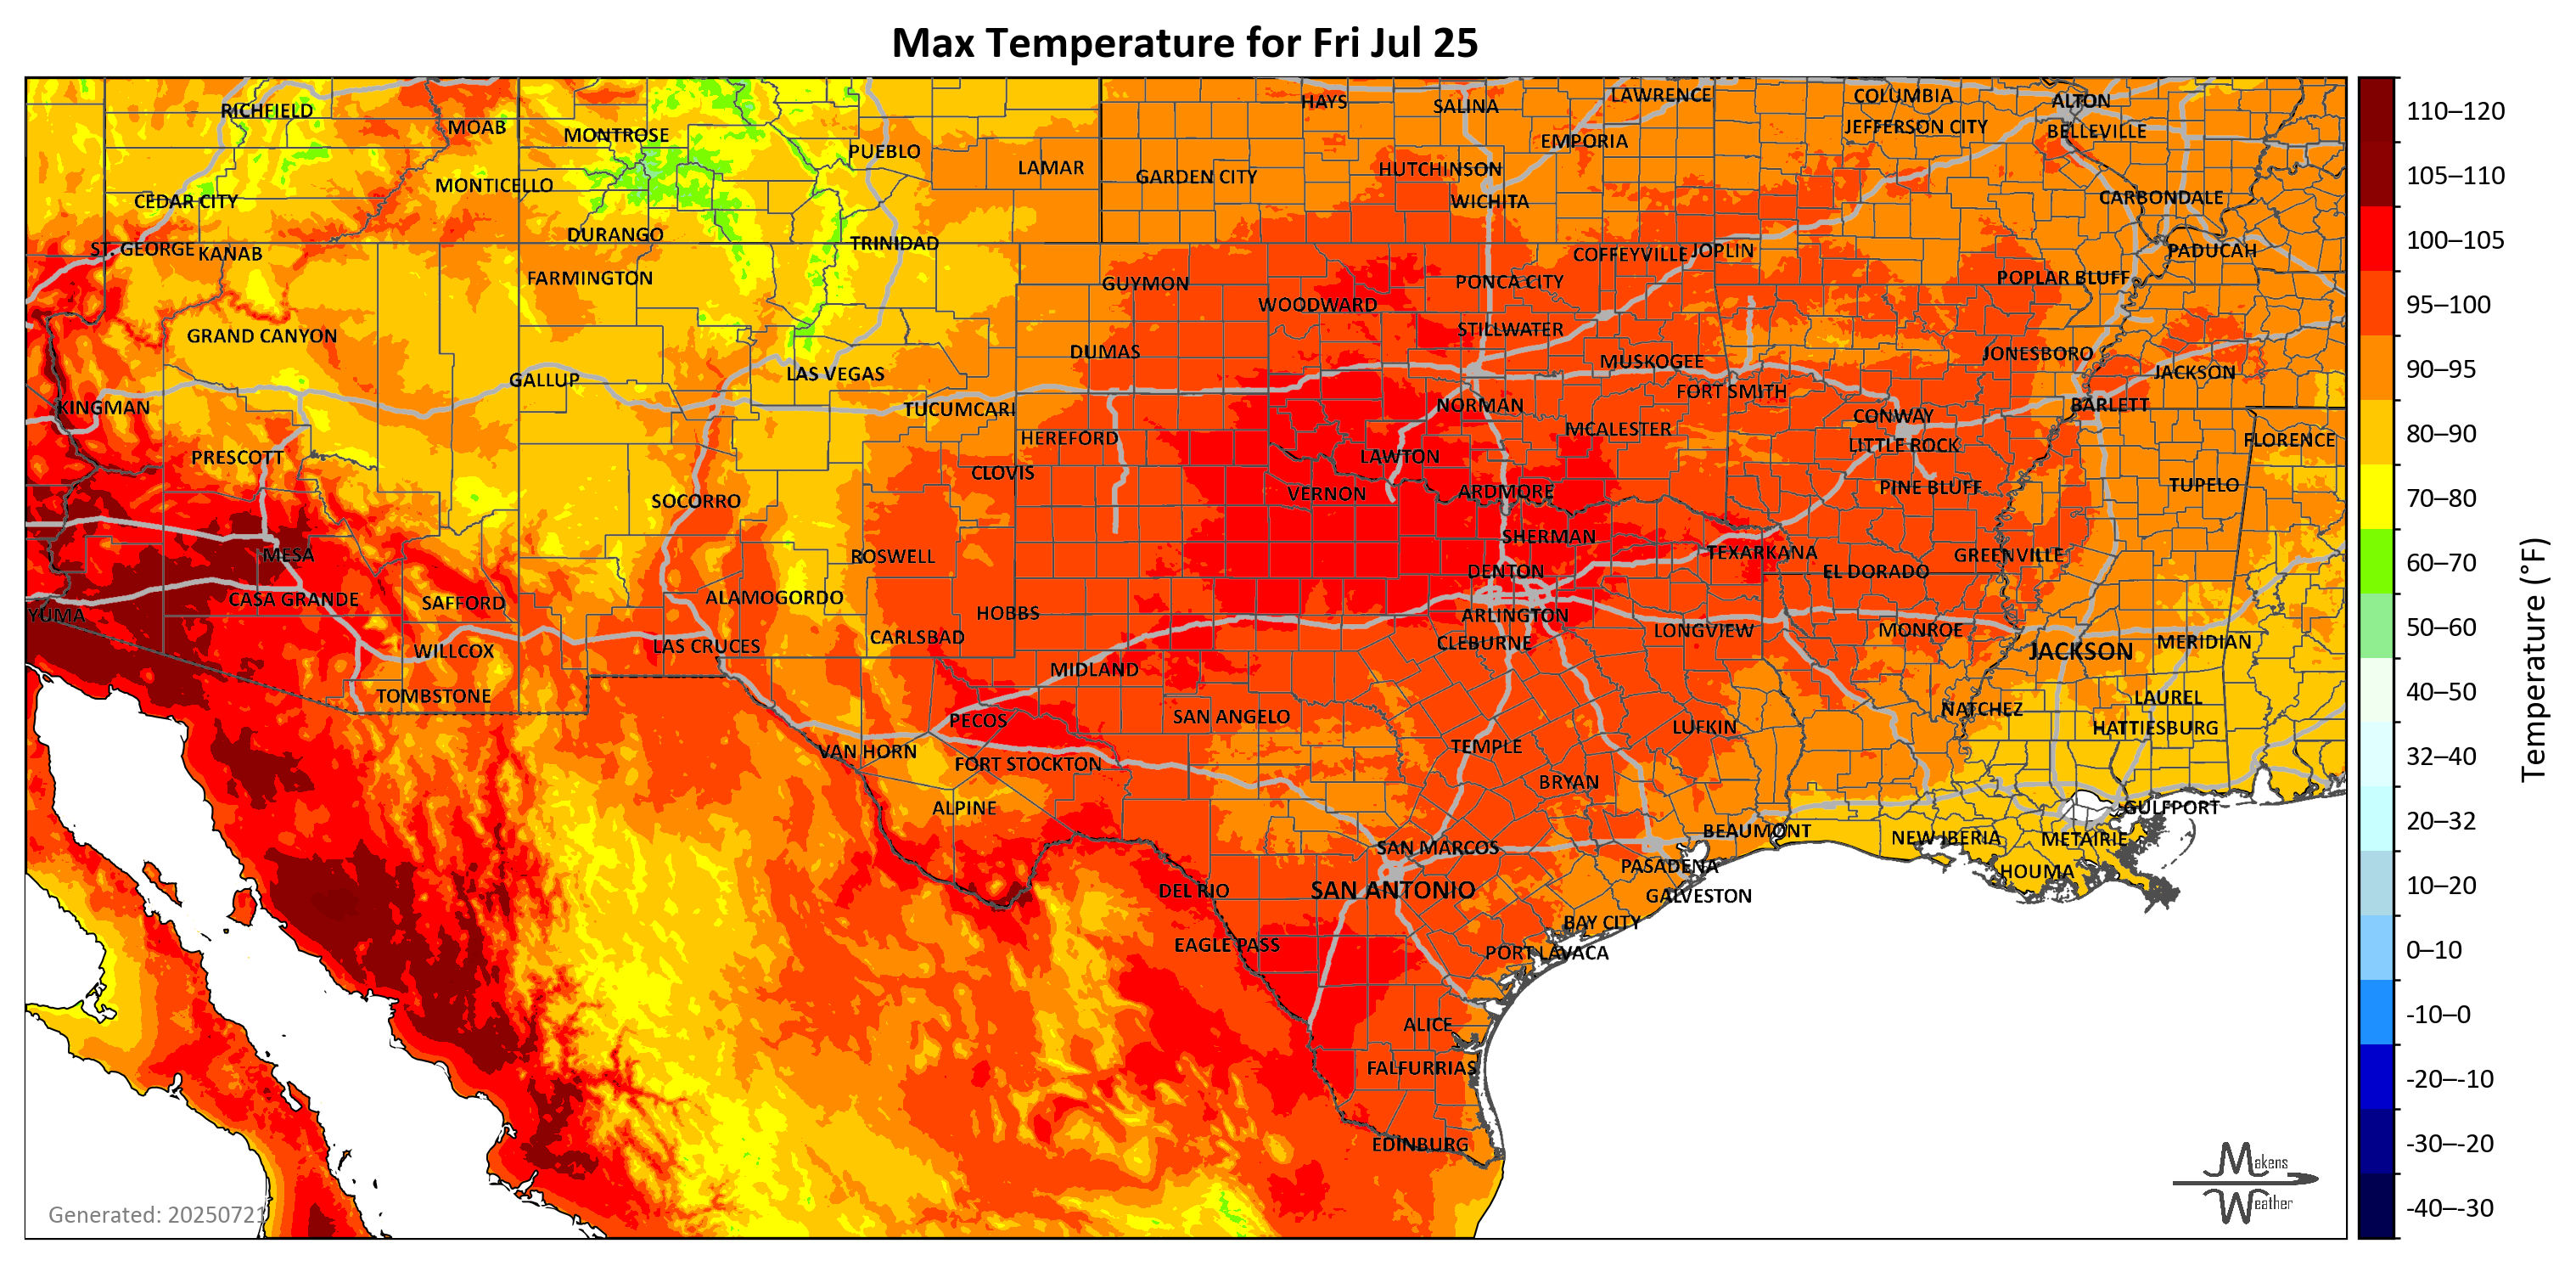 Max Temperature for Fri Jul 25
RICHFIELD
MOAB
MONTROSE
PUEBLO
LAMAR
HAYS
SALINA
LAWRENCE
COLUMBIA
ALTON
EMPORIA
JEFFERSON CITY
BELLEVILLE
GARDEN CITY
HUTCHINSON
CEDAR CITY
MONTICELLO
WICHITA
CARBONDALE
ST. GEORGE
KANAB
DURANGO
TRINIDAD
COFFEYVILLE
JOPLIN
PADUCAH
FARMINGTON
GUYMON
WOODWARD
PONCA CITY
POPLAR BLUFF
GRAND CANYON
DUMAS
STILLWATER
MUSKOGEE
JONESBORO
GALLUP
LAS VEGAS
FORT SMITH
JACKSON
KINGMAN
TUCUMCARI
NORMAN
CONWAY
BARLETT
PRESCOTT
HEREFORD
LAWTON
MCALESTER
LITTLE ROCK
FLORENCE
SOCORRO
CLOVIS
VERNON
ARDMORE
PINE BLUFF
TUPELO
MESA
ROSWELL
SHERMAN
TEXARKANA
GREENVILLE
DENTON
EL DORADO
YUMA
CASA GRANDE
SAFFORD
ALAMOGORDO
HOBBS
ARLINGTON
WILLCOX
LAS CRUCES
CARLSBAD
CLEBURNE
LONGVIEW
MONROE
JACKSON
MERIDIAN
TOMBSTONE
MIDLAND
LAUREL
PECOS
SAN ANGELO
LUFKIN
NATCHEZ
HATTIESBURG
VAN HORN
FORT STOCKTON
TEMPLE
BRYAN
ALPINE
GULFPORT
SAN MARCOS
BEAUMONT
NEW IBERIA
METAIRIE
DEL RIO
SAN ANTONIO
PASADENA
HOUMA
GALVESTON
EAGLE PASS
BAY CITY
PORT LAVACA
ALICE
FALFURRIAS
EDINBURG
Generated: 20250721
Makens
Weather
110–120
105–110
100–105
95–100
90–95
80–90
70–80
60–70
50–60
40–50
32–40
20–32
10–20
0–10
-10–0
-20–-10
-30–-20
-40–-30
Temperature (°F)